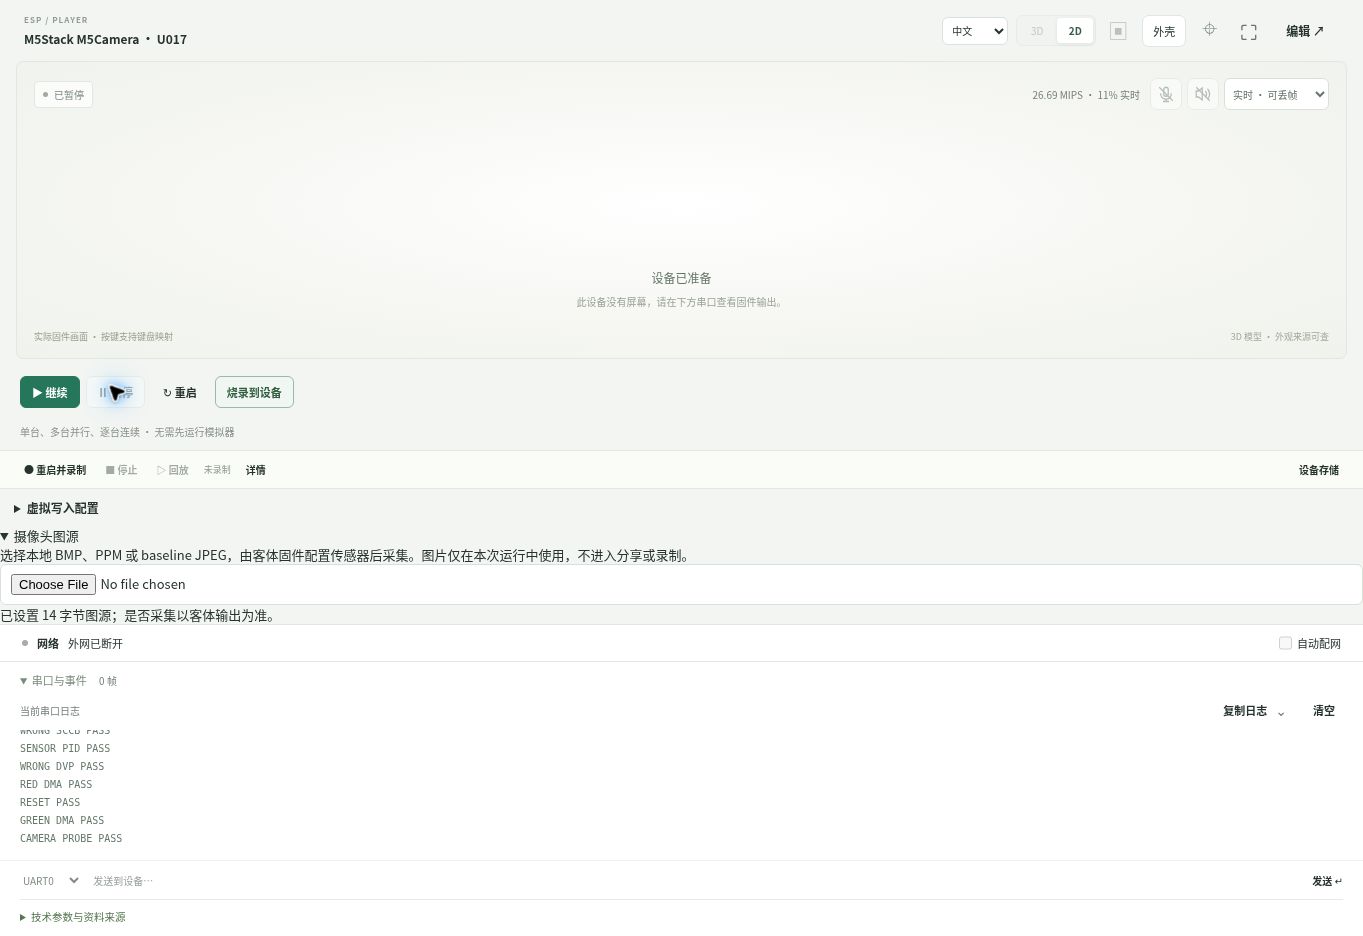 ESP / PLAYER
M5Stack M5Camera · U017
中文
3D
2D
外壳
编辑 ↗
已暂停
26.69 MIPS · 11% 实时
实时 · 可丢帧
设备已准备
此设备没有屏幕，请在下方串口查看固件输出。
实际固件画面 · 按键支持键盘映射
3D 模型 · 外观来源可查
▶ 继续
停
↻ 重启
烧录到设备
单台、多台并行、逐台连续 · 无需先运行模拟器
● 重启并录制
■ 停止
▷ 回放
未录制
详情
设备存储
▶ 虚拟写入配置
▼ 摄像头图源
选择本地 BMP、PPM 或 baseline JPEG，由客体固件配置传感器后采集。图片仅在本次运行中使用，不进入分享或录制。
Choose File No file chosen
已设置 14 字节图源；是否采集以客体输出为准。
网络 外网已断开
自动配网
▼ 串口与事件 0 帧
当前串口日志
复制日志
清空
WRONG SCCB PASS
SENSOR PID PASS
WRONG DVP PASS
RED DMA PASS
RESET PASS
GREEN DMA PASS
CAMERA PROBE PASS
UART0
发送到设备…
发送 ↵
▶ 技术参数与资料来源